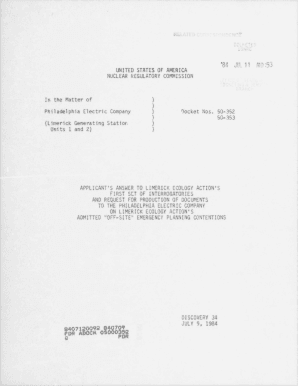 '84 JUL 11
UNITED STATES OF AMERICA
NUCLEAR REGULATORY COMMISSION
In the Matter of )
)
Philadelphia Electric Company ) Docket Nos. 50-352
) 50-353
(Limerick Generating Station )
Units 1 and 2) )
APPLICANT'S ANSWER TO LIMERICK ECOLOGY ACTION'S
FIRST SET OF INTERROGATORIES
AND REQUEST FOR PRODUCTION OF DOCUMENTS
TO THE PHILADELPHIA ELECTRIC COMPANY
ON LIMERICK ECOLOGY ACTION'S
ADMITTED "OFF-SITE" EMERGENCY PLANNING CONTENTIONS
DISCOVERY
JULY 9, 1984
8407120092 840709
PDR ADOCK 05000352
G PDR